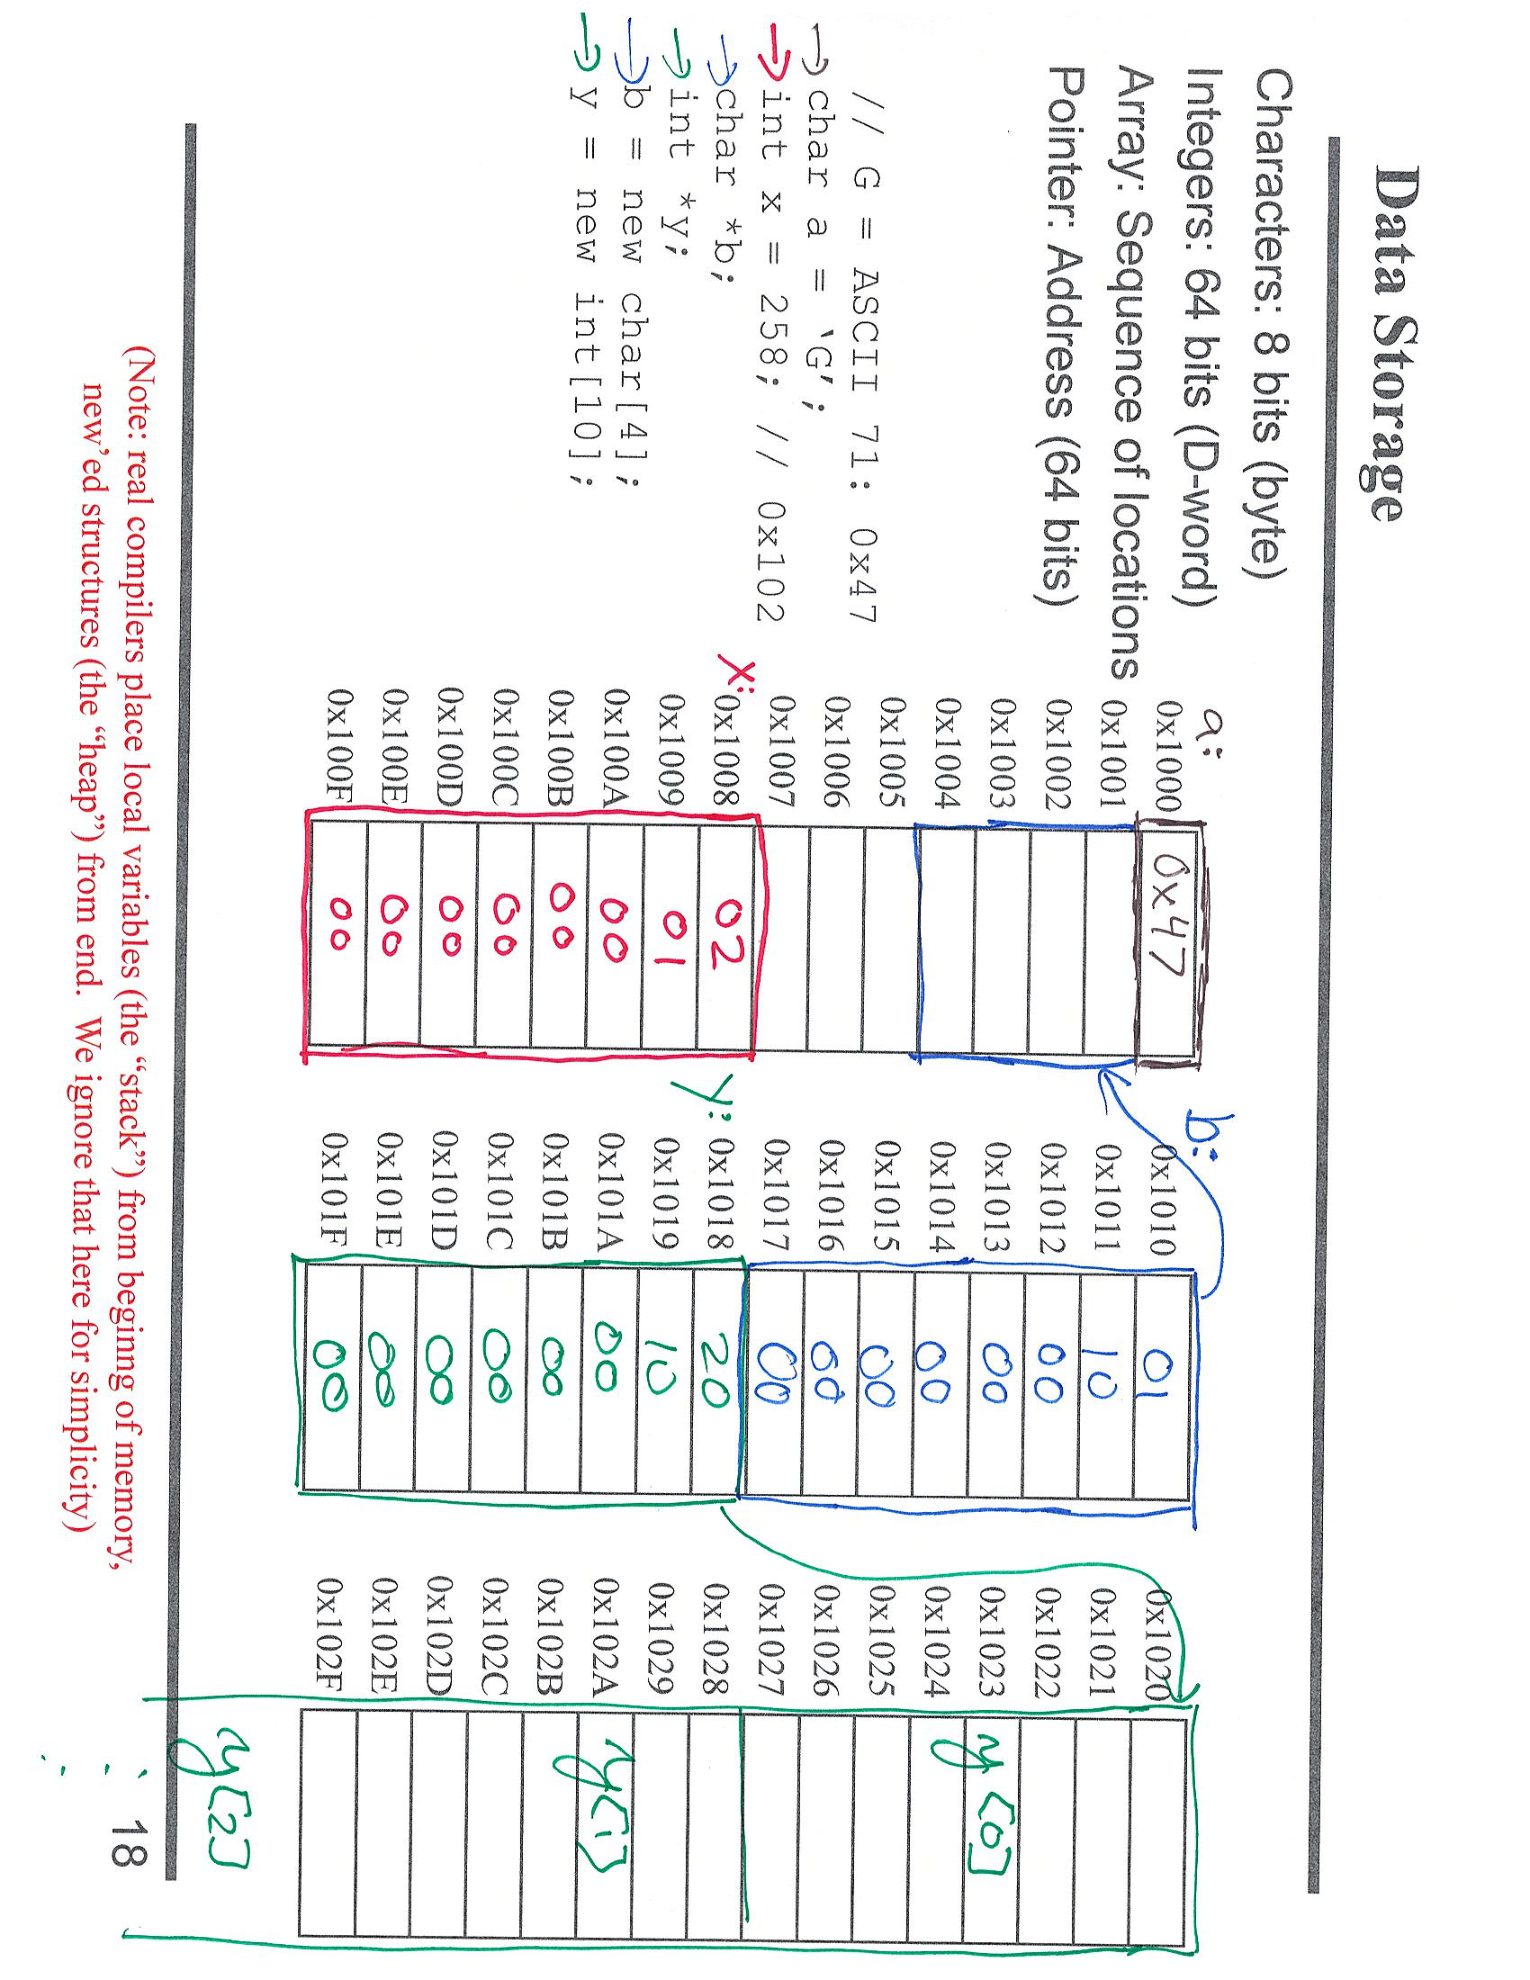 Data Storage
Characters: 8 bits (byte)
Integers: 64 bits (D-word)
Array: Sequence of locations
Pointer: Address (64 bits)
// G = ASCII 71: 0x47
char a = ‘G’;
int x = 258; // 0x102
char *b;
int *y;
b = new char[4];
y = new int[10];
a:
0x1000 0x47
0x1001
0x1002
0x1003
0x1004
0x1005
0x1006
0x1007
x: 0x1008 02
0x1009 01
0x100A 00
0x100B 00
0x100C 00
0x100D 00
0x100E 00
0x100F 00
b:
0x1010 01
0x1011 10
0x1012 00
0x1013 00
0x1014 00
0x1015 00
0x1016 00
0x1017 00
y: 0x1018 20
0x1019 10
0x101A 00
0x101B 00
0x101C 00
0x101D 00
0x101E 00
0x101F 00
0x1020
0x1021
0x1022
0x1023 y[0]
0x1024
0x1025
0x1026
0x1027
0x1028
0x1029
0x102A y[1]
0x102B
0x102C
0x102D
0x102E
0x102F
y[2]
(Note: real compilers place local variables (the “stack”) from beginng of memory,
new’ed structures (the “heap”) from end. We ignore that here for simplicity)
18